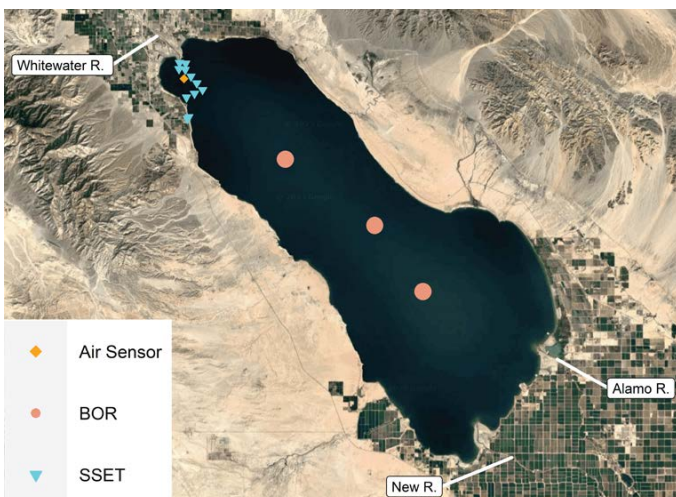 Whitewater R.
Air Sensor
Alamo R.
BOR
SSET
New R.